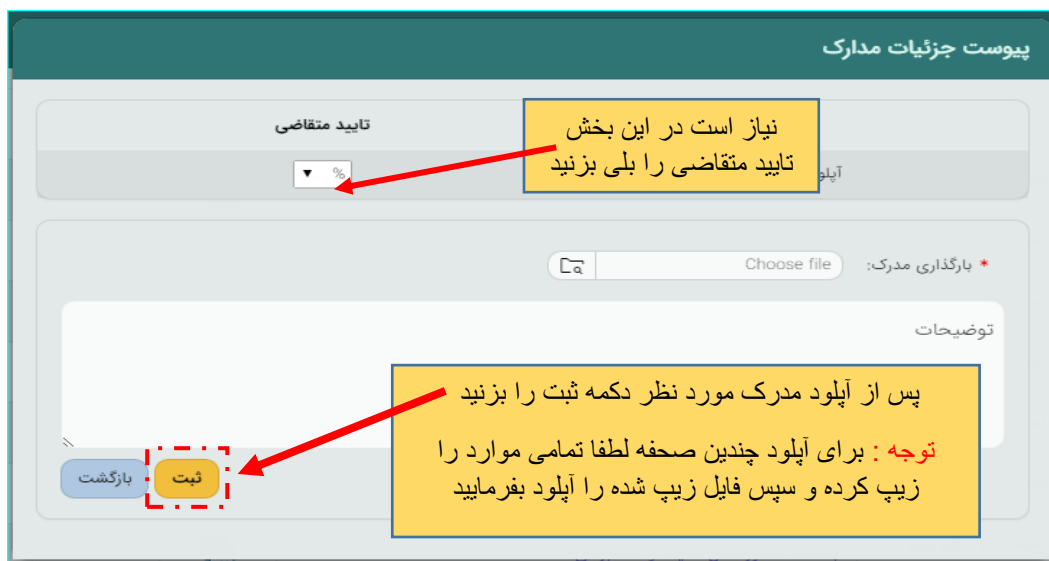 پیوست جزئیات مدارک
تایید متقاضی
نیاز است در این بخش
تایید متقاضی را بلی بزنید
%
* بارگذاری مدرک:
Choose file
توضیحات
پس از آپلود مدرک مورد نظر دکمه ثبت را بزنید
توجه : برای آپلود چندین صحفه لطفا تمامی موارد را
زیپ کرده و سپس فایل زیپ شده را آپلود بفرمایید
ثبت
بازگشت